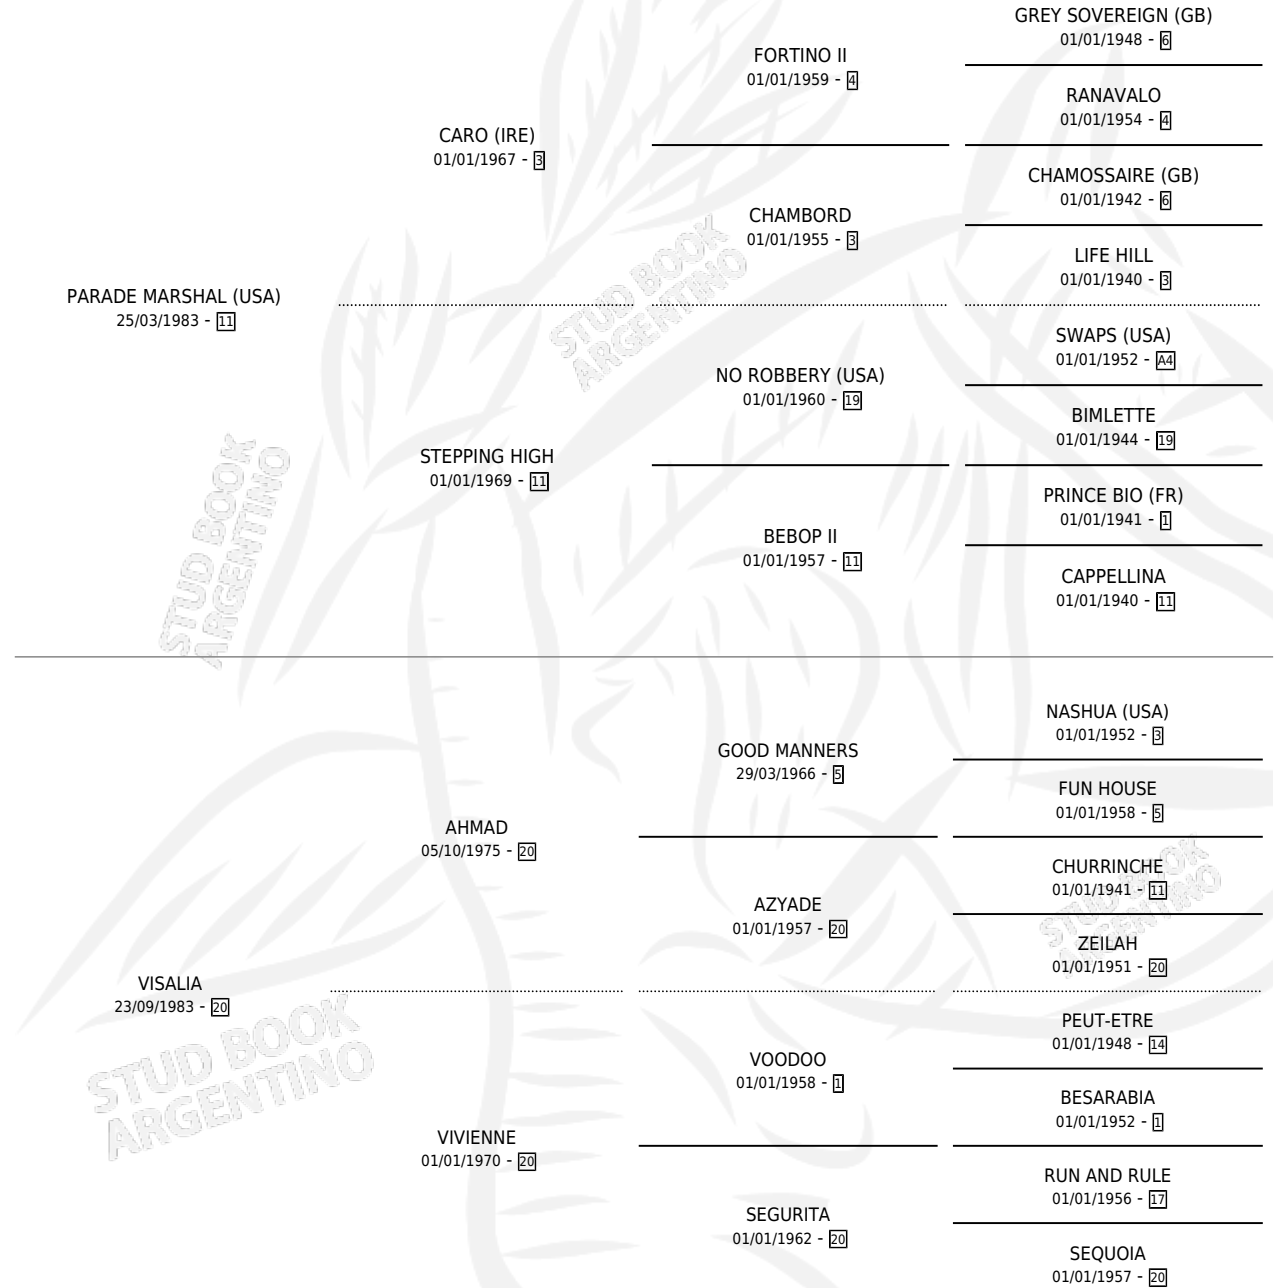 GREY SOVEREIGN (GB)
01/01/1948 - 6
FORTINO II
01/01/1959 - 4
RANAVALO
01/01/1954 - 4
CARO (IRE)
01/01/1967 - 3
CHAMOSSAIRE (GB)
01/01/1942 - 6
CHAMBORD
01/01/1955 - 3
LIFE HILL
01/01/1940 - 3
PARADE MARSHAL (USA)
25/03/1983 - 11
SWAPS (USA)
01/01/1952 - A4
NO ROBBERY (USA)
01/01/1960 - 19
BIMLETTE
01/01/1944 - 19
STEPPING HIGH
01/01/1969 - 11
PRINCE BIO (FR)
01/01/1941 - 1
BEBOP II
01/01/1957 - 11
CAPPELLINA
01/01/1940 - 11
NASHUA (USA)
01/01/1952 - 3
GOOD MANNERS
29/03/1966 - 5
FUN HOUSE
01/01/1958 - 5
AHMAD
05/10/1975 - 20
CHURRINCHE
01/01/1941 - 11
AZYADE
01/01/1957 - 20
ZEILAH
01/01/1951 - 20
VISALIA
23/09/1983 - 20
PEUT-ETRE
01/01/1948 - 14
VOODOO
01/01/1958 - 1
BESARABIA
01/01/1952 - 1
VIVIENNE
01/01/1970 - 20
RUN AND RULE
01/01/1956 - 17
SEGURITA
01/01/1962 - 20
SEQUOIA
01/01/1957 - 20
STUD BOOK
ARGENTINO
STUD BOOK
ARGENTINO
STUD BOOK
ARGENTINO
STUD BOOK
ARGENTINO